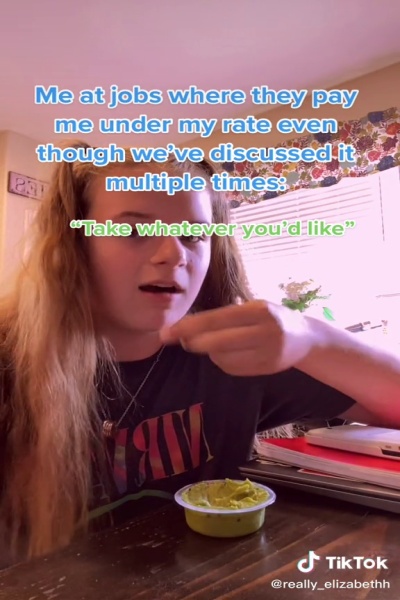 Me at jobs where they pay
me under my rate even
though we've discussed it
multiple times:
"Take whatever you'd like"
TikTok
@really_elizabethh